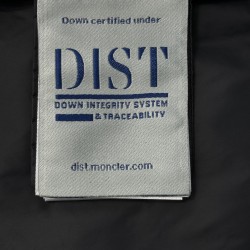 Down certified under
DIST
DOWN INTEGRITY SYSTEM
& TRACEABILITY
dist.moncler.com